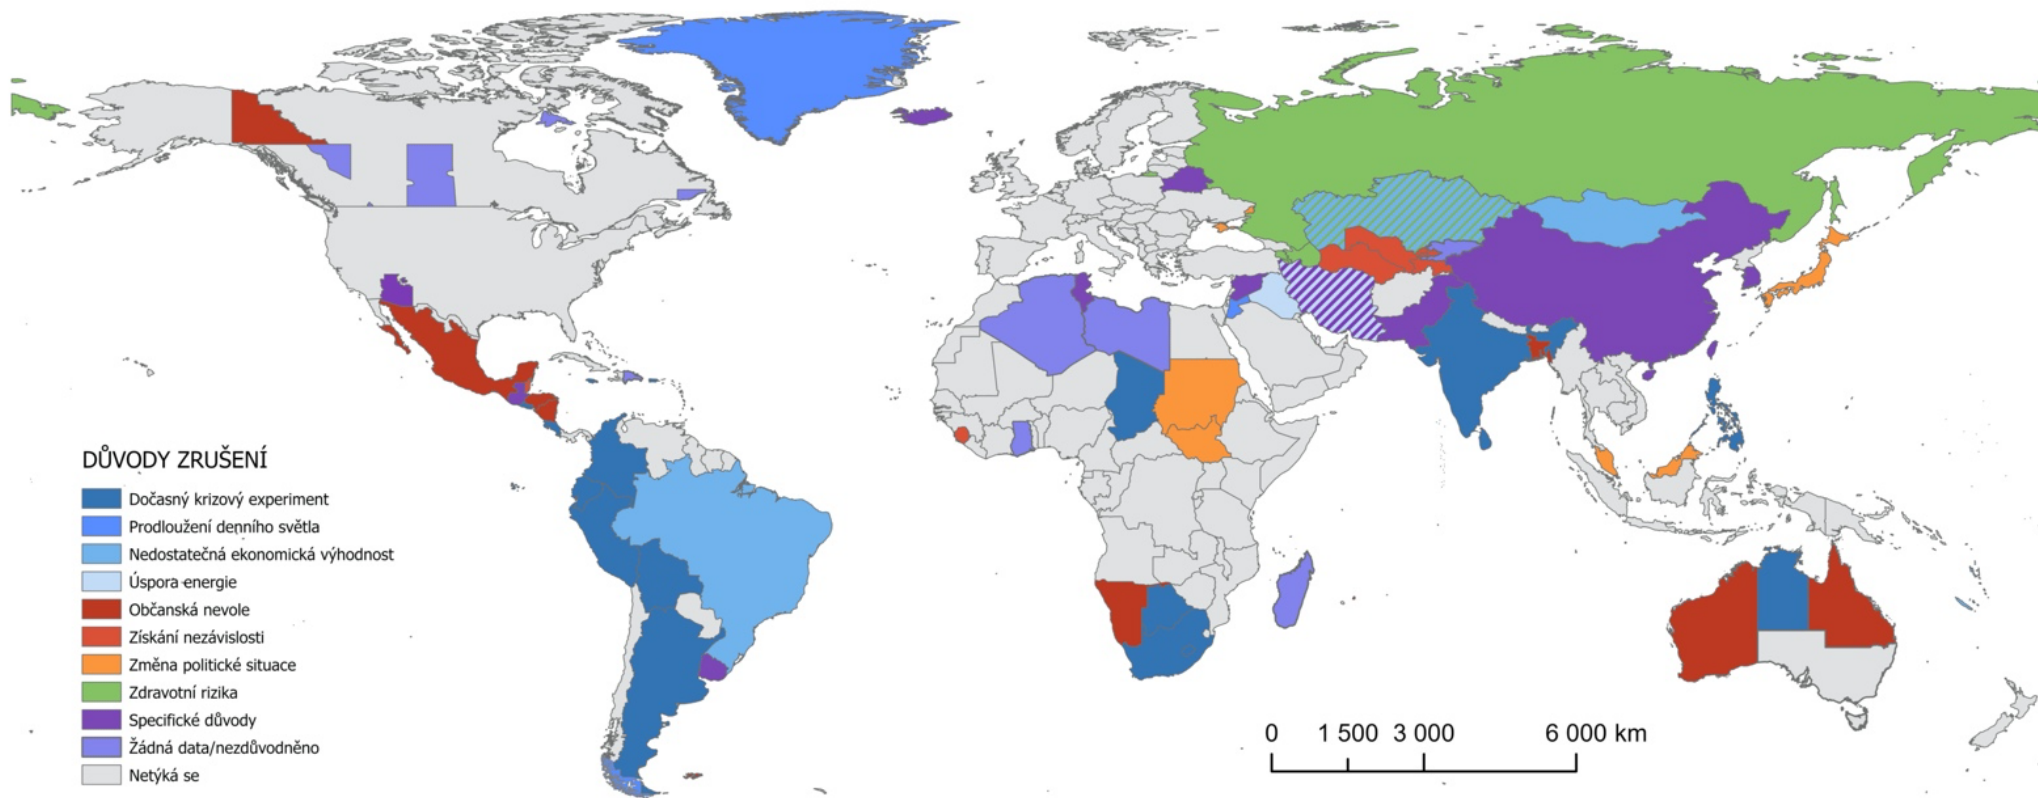 DŮVODY ZRUŠENÍ
Dočasný krizový experiment
Prodloužení denního světla
Nedostatečná ekonomická výhodnost
Úspora energie
Občanská nevole
Získání nezávislosti
Změna politické situace
Zdravotní rizika
Specifické důvody
Žádná data/nezdůvodněno
Netýká se
0 1 500 3 000 6 000 km